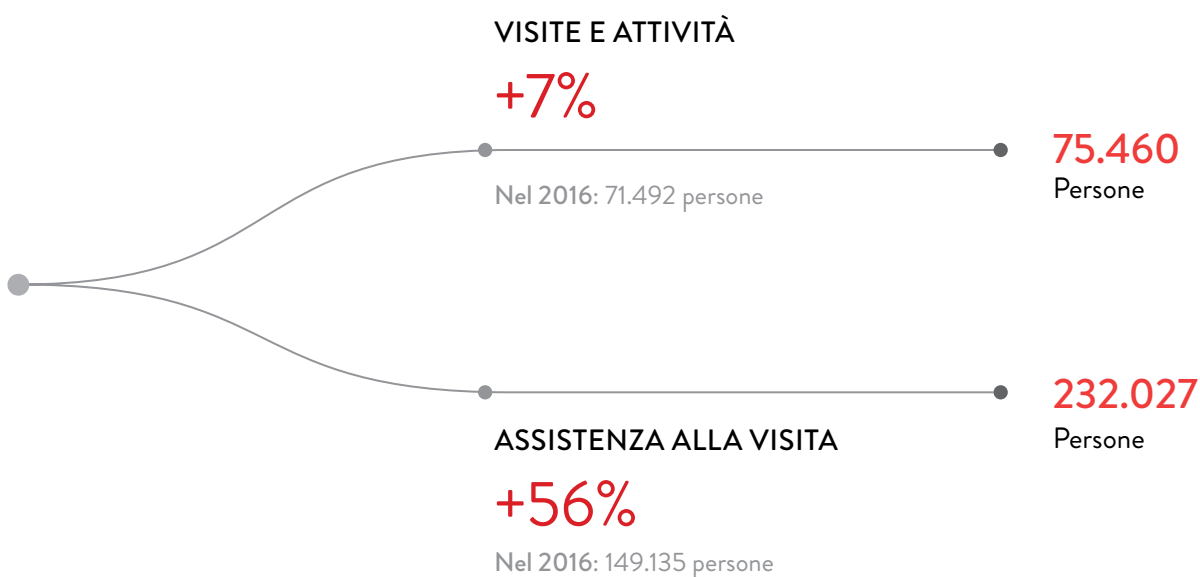 VISITE E ATTIVITÀ
+7%
75.460
Persone
Nel 2016: 71.492 persone
232.027
Persone
ASSISTENZA ALLA VISITA
+56%
Nel 2016: 149.135 persone